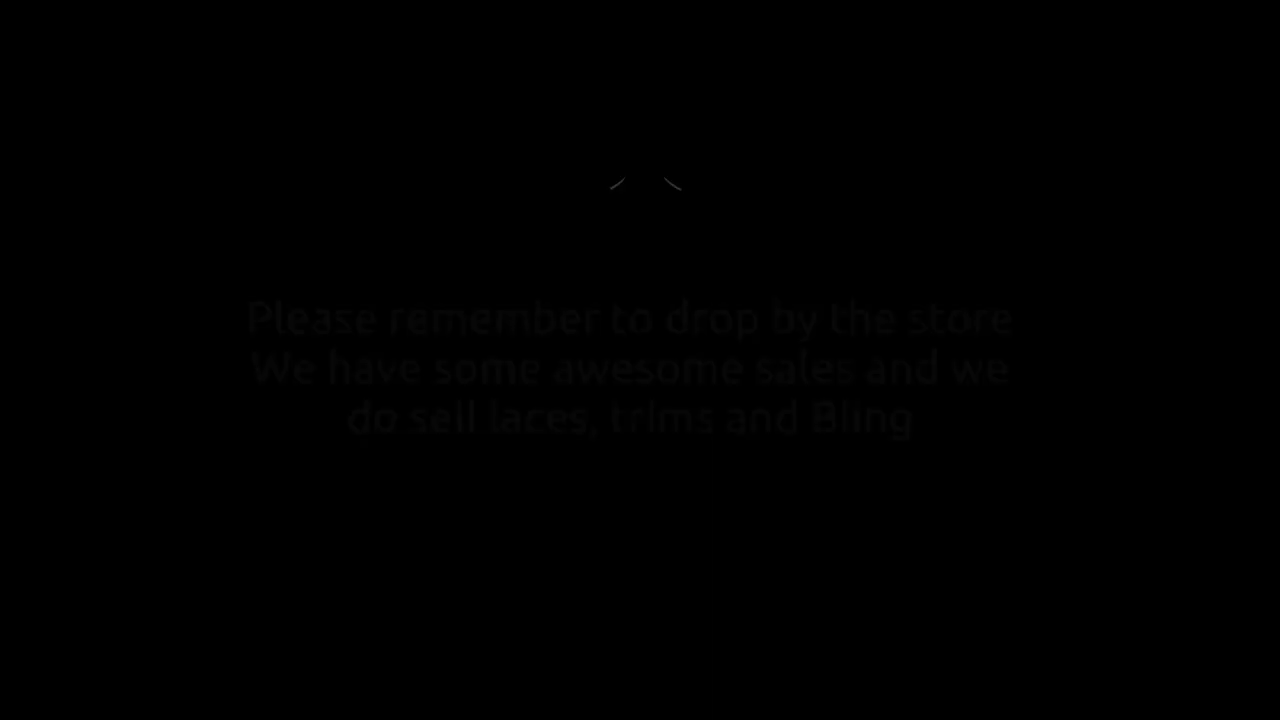 Please remember to drop by the store
We have some awesome sales and we
do sell laces, trims and Bling